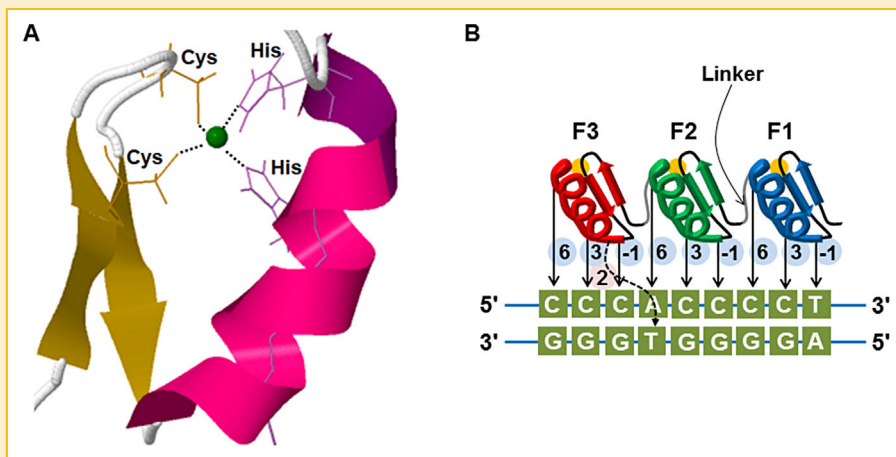 A
Cys
His
Cys
His
B
Linker
F3 F2 F1
6 3 -1 6 3 -1 6 3 -1
2
5' C C C A C C C C T 3'
3' G G G T G G G G A 5'